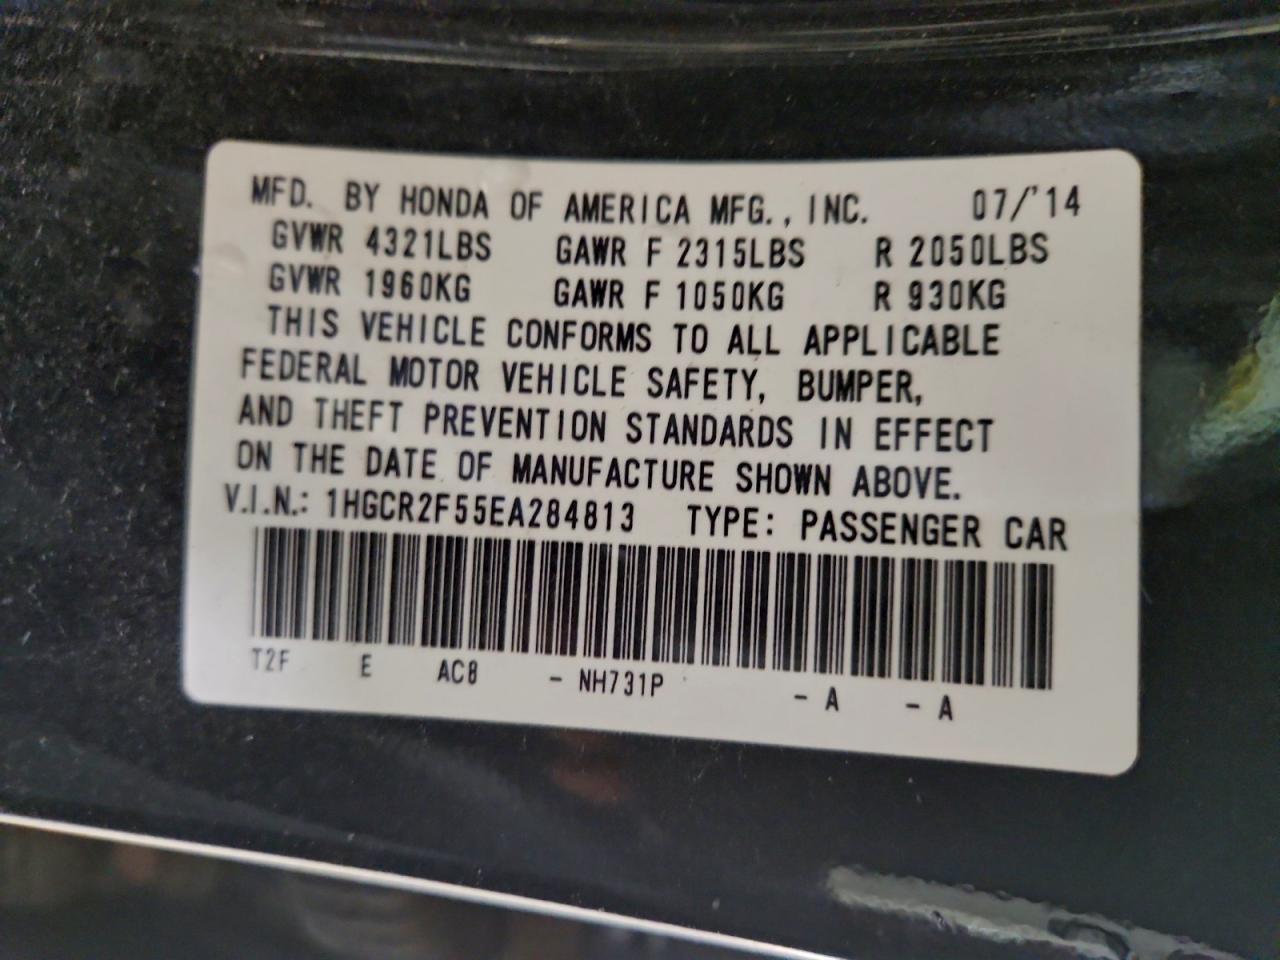 MFD. BY HONDA OF AMERICA MFG., INC. 07/'14
GVWR 4321LBS GAWR F 2315LBS R 2050LBS
GVWR 1960KG GAWR F 1050KG R 930KG
THIS VEHICLE CONFORMS TO ALL APPLICABLE
FEDERAL MOTOR VEHICLE SAFETY, BUMPER,
AND THEFT PREVENTION STANDARDS IN EFFECT
ON THE DATE OF MANUFACTURE SHOWN ABOVE.
V.I.N.: 1HGCR2F55EA284813 TYPE: PASSENGER CAR
T2F E AC8 - NH731P - A - A